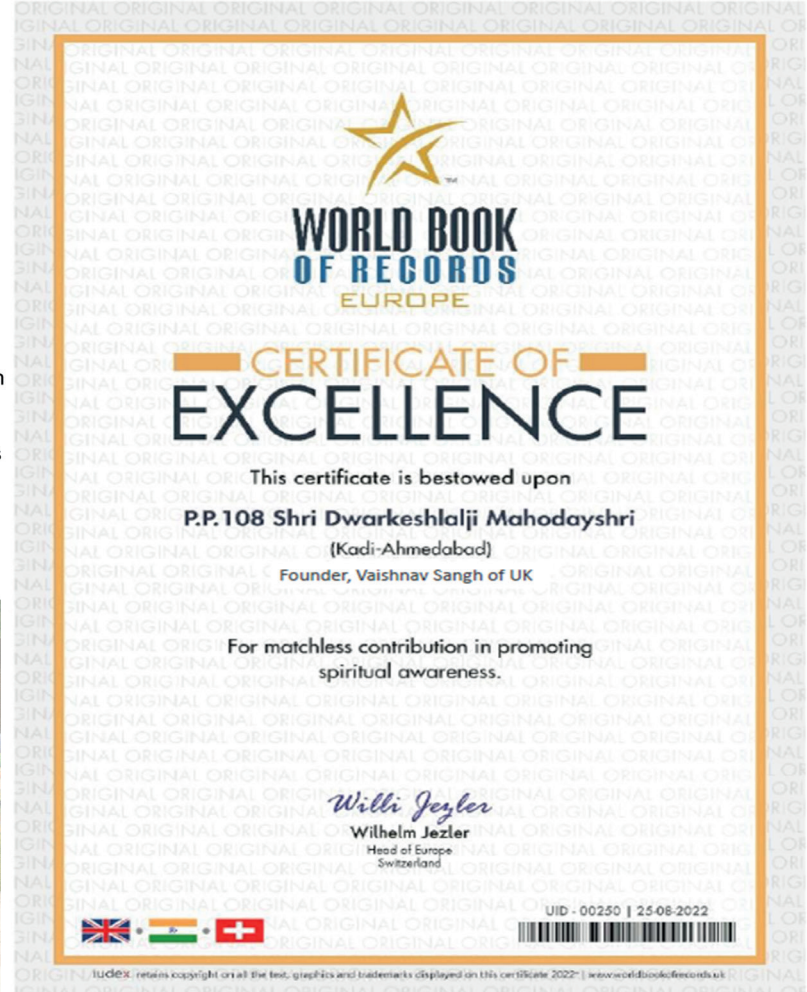 WORLD BOOK
OF RECORDS
EUROPE
CERTIFICATE OF
EXCELLENCE
This certificate is bestowed upon
P.P.108 Shri Dwarkeshlalji Mahodayshri
(Kadi-Ahmedabad)
Founder, Vaishnav Sangh of UK
For matchless contribution in promoting
spiritual awareness.
Willi Jezler
Wilhelm Jezler
Head of Europe
Switzerland
UID - 00250 | 25-08-2022
retains copyright on all the text, graphics and trademarks displayed on this certificate 2022 | www.worldbookofrecords.uk